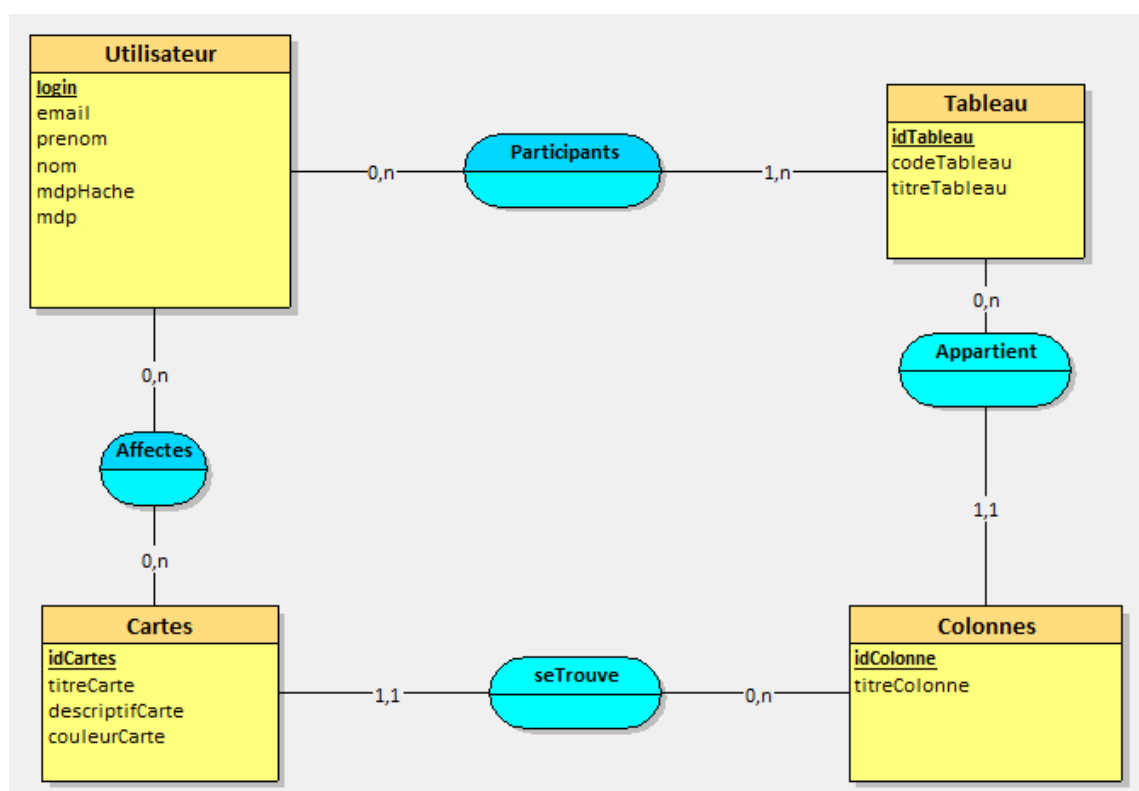 Utilisateur
login
email
prenom
nom
mdpHache
mdp
0,n
Participants
1,n
Tableau
idTableau
codeTableau
titreTableau
0,n
Appartient
1,1
0,n
Affectes
0,n
Cartes
idCartes
titreCarte
descriptifCarte
couleurCarte
1,1
seTrouve
0,n
Colonnes
idColonne
titreColonne